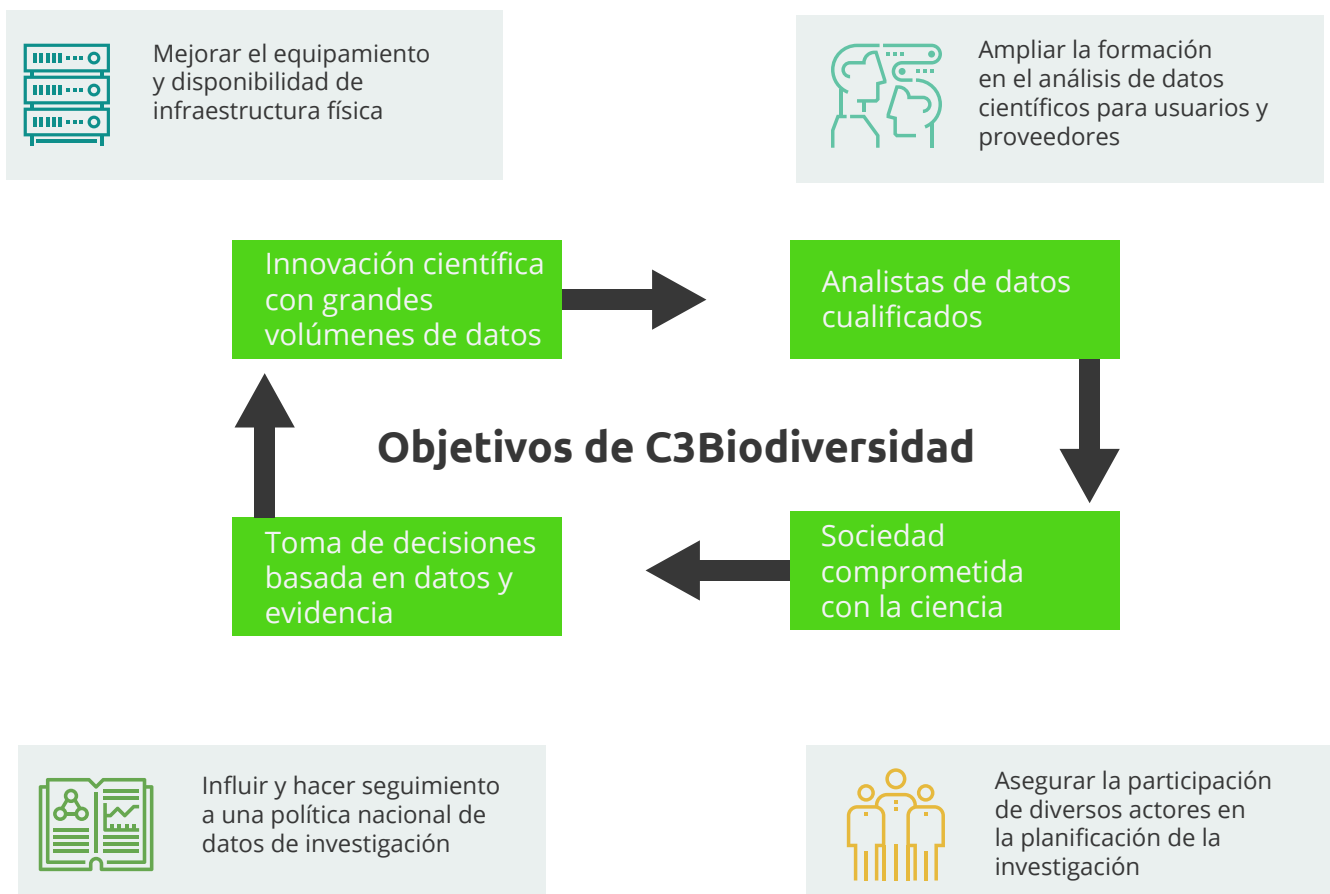 Mejorar el equipamiento
y disponibilidad de
infraestructura física
Ampliar la formación
en el análisis de datos
científicos para usuarios y
proveedores
Innovación científica
con grandes
volúmenes de datos
Analistas de datos
cualificados
Objetivos de C3Biodiversidad
Toma de decisiones
basada en datos y
evidencia
Sociedad
comprometida
con la ciencia
Influir y hacer seguimiento
a una política nacional de
datos de investigación
Asegurar la participación
de diversos actores en
la planificación de la
investigación